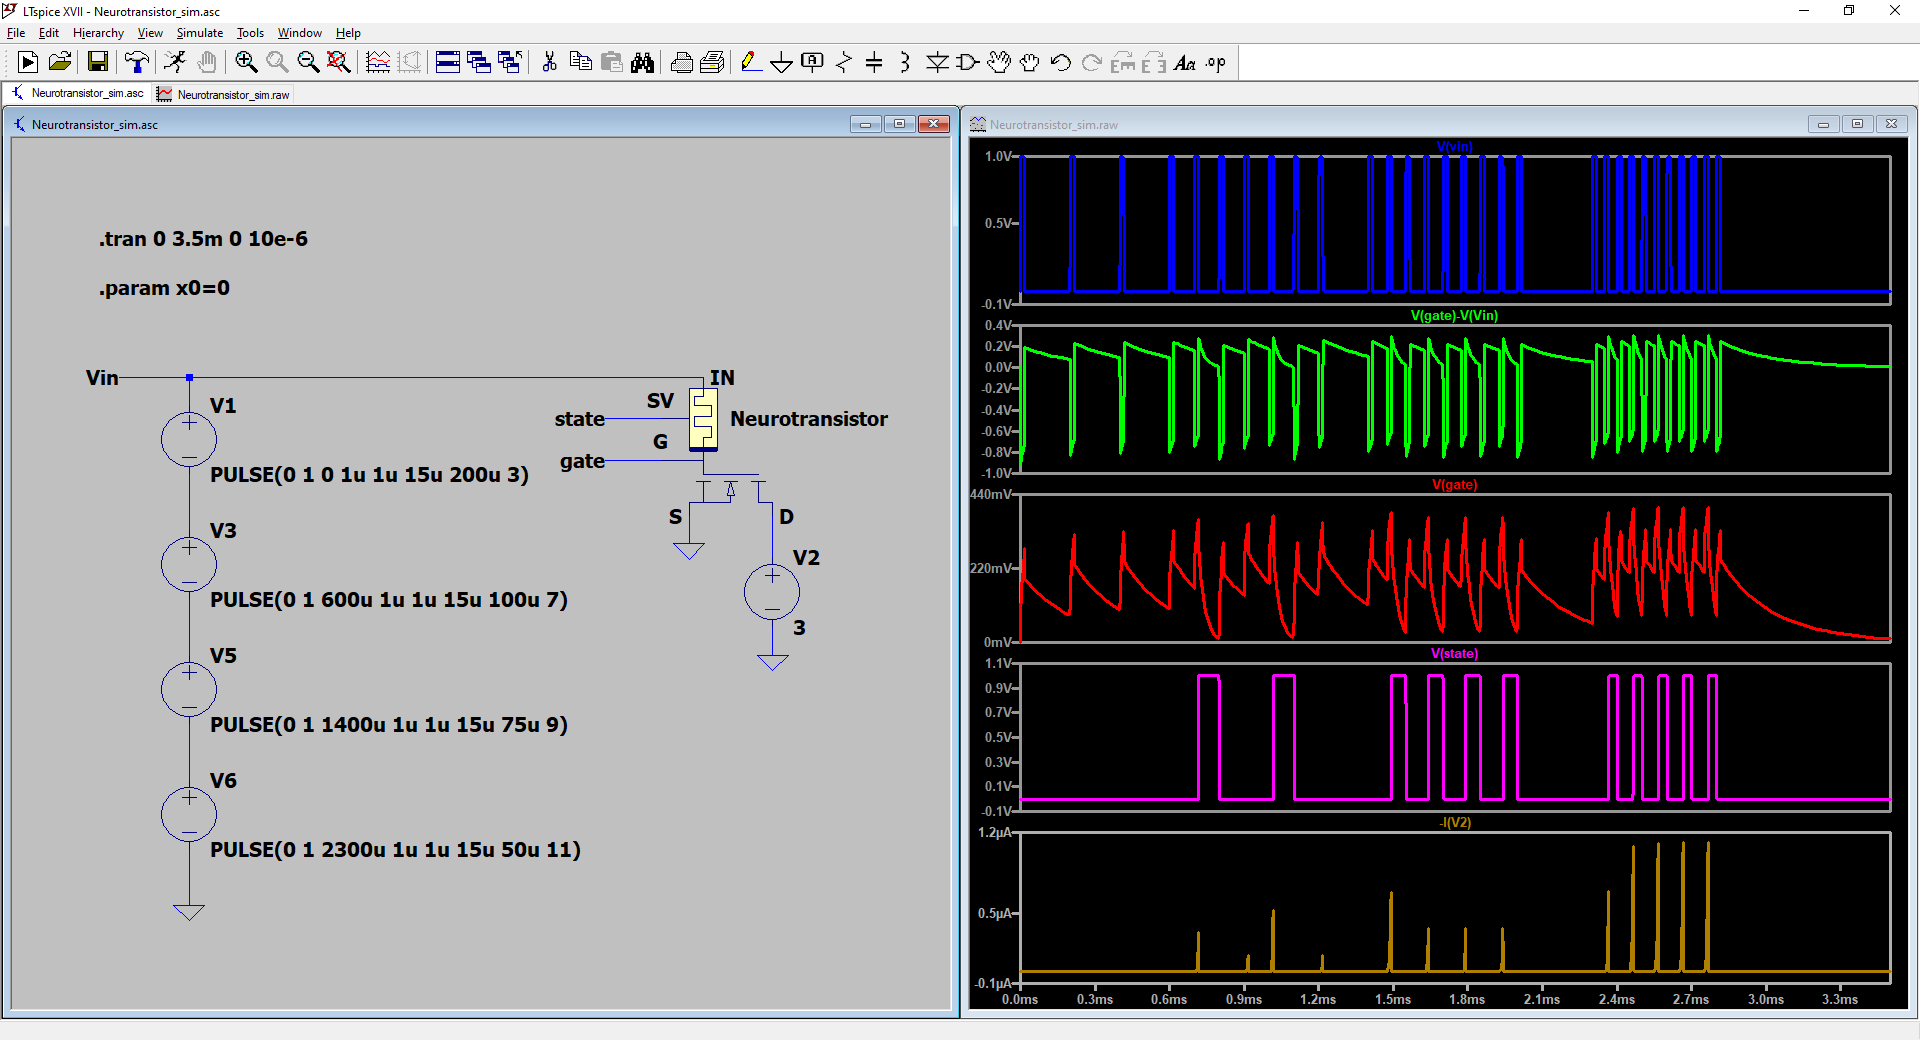 LTspice XVII - Neurotransistor_sim.asc
File Edit Hierarchy View Simulate Tools Window Help
Aa .op
Neurotransistor_sim.asc Neurotransistor_sim.raw
Neurotransistor_sim.asc
.tran 0 3.5m 0 10e-6
.param x0=0
Vin
IN
V1
SV
state
Neurotransistor
G
gate
PULSE(0 1 0 1u 1u 15u 200u 3)
S
D
V3
V2
PULSE(0 1 600u 1u 1u 15u 100u 7)
3
V5
PULSE(0 1 1400u 1u 1u 15u 75u 9)
V6
PULSE(0 1 2300u 1u 1u 15u 50u 11)
Neurotransistor_sim.raw
V(vin)
1.0V
0.5V
-0.1V
V(gate)-V(Vin)
0.4V
0.2V
0.0V
-0.2V
-0.4V
-0.6V
-0.8V
-1.0V
V(gate)
440mV
220mV
0mV
V(state)
1.1V
0.9V
0.7V
0.5V
0.3V
0.1V
-0.1V
-I(V2)
1.2µA
0.5µA
-0.1µA
0.0ms 0.3ms 0.6ms 0.9ms 1.2ms 1.5ms 1.8ms 2.1ms 2.4ms 2.7ms 3.0ms 3.3ms